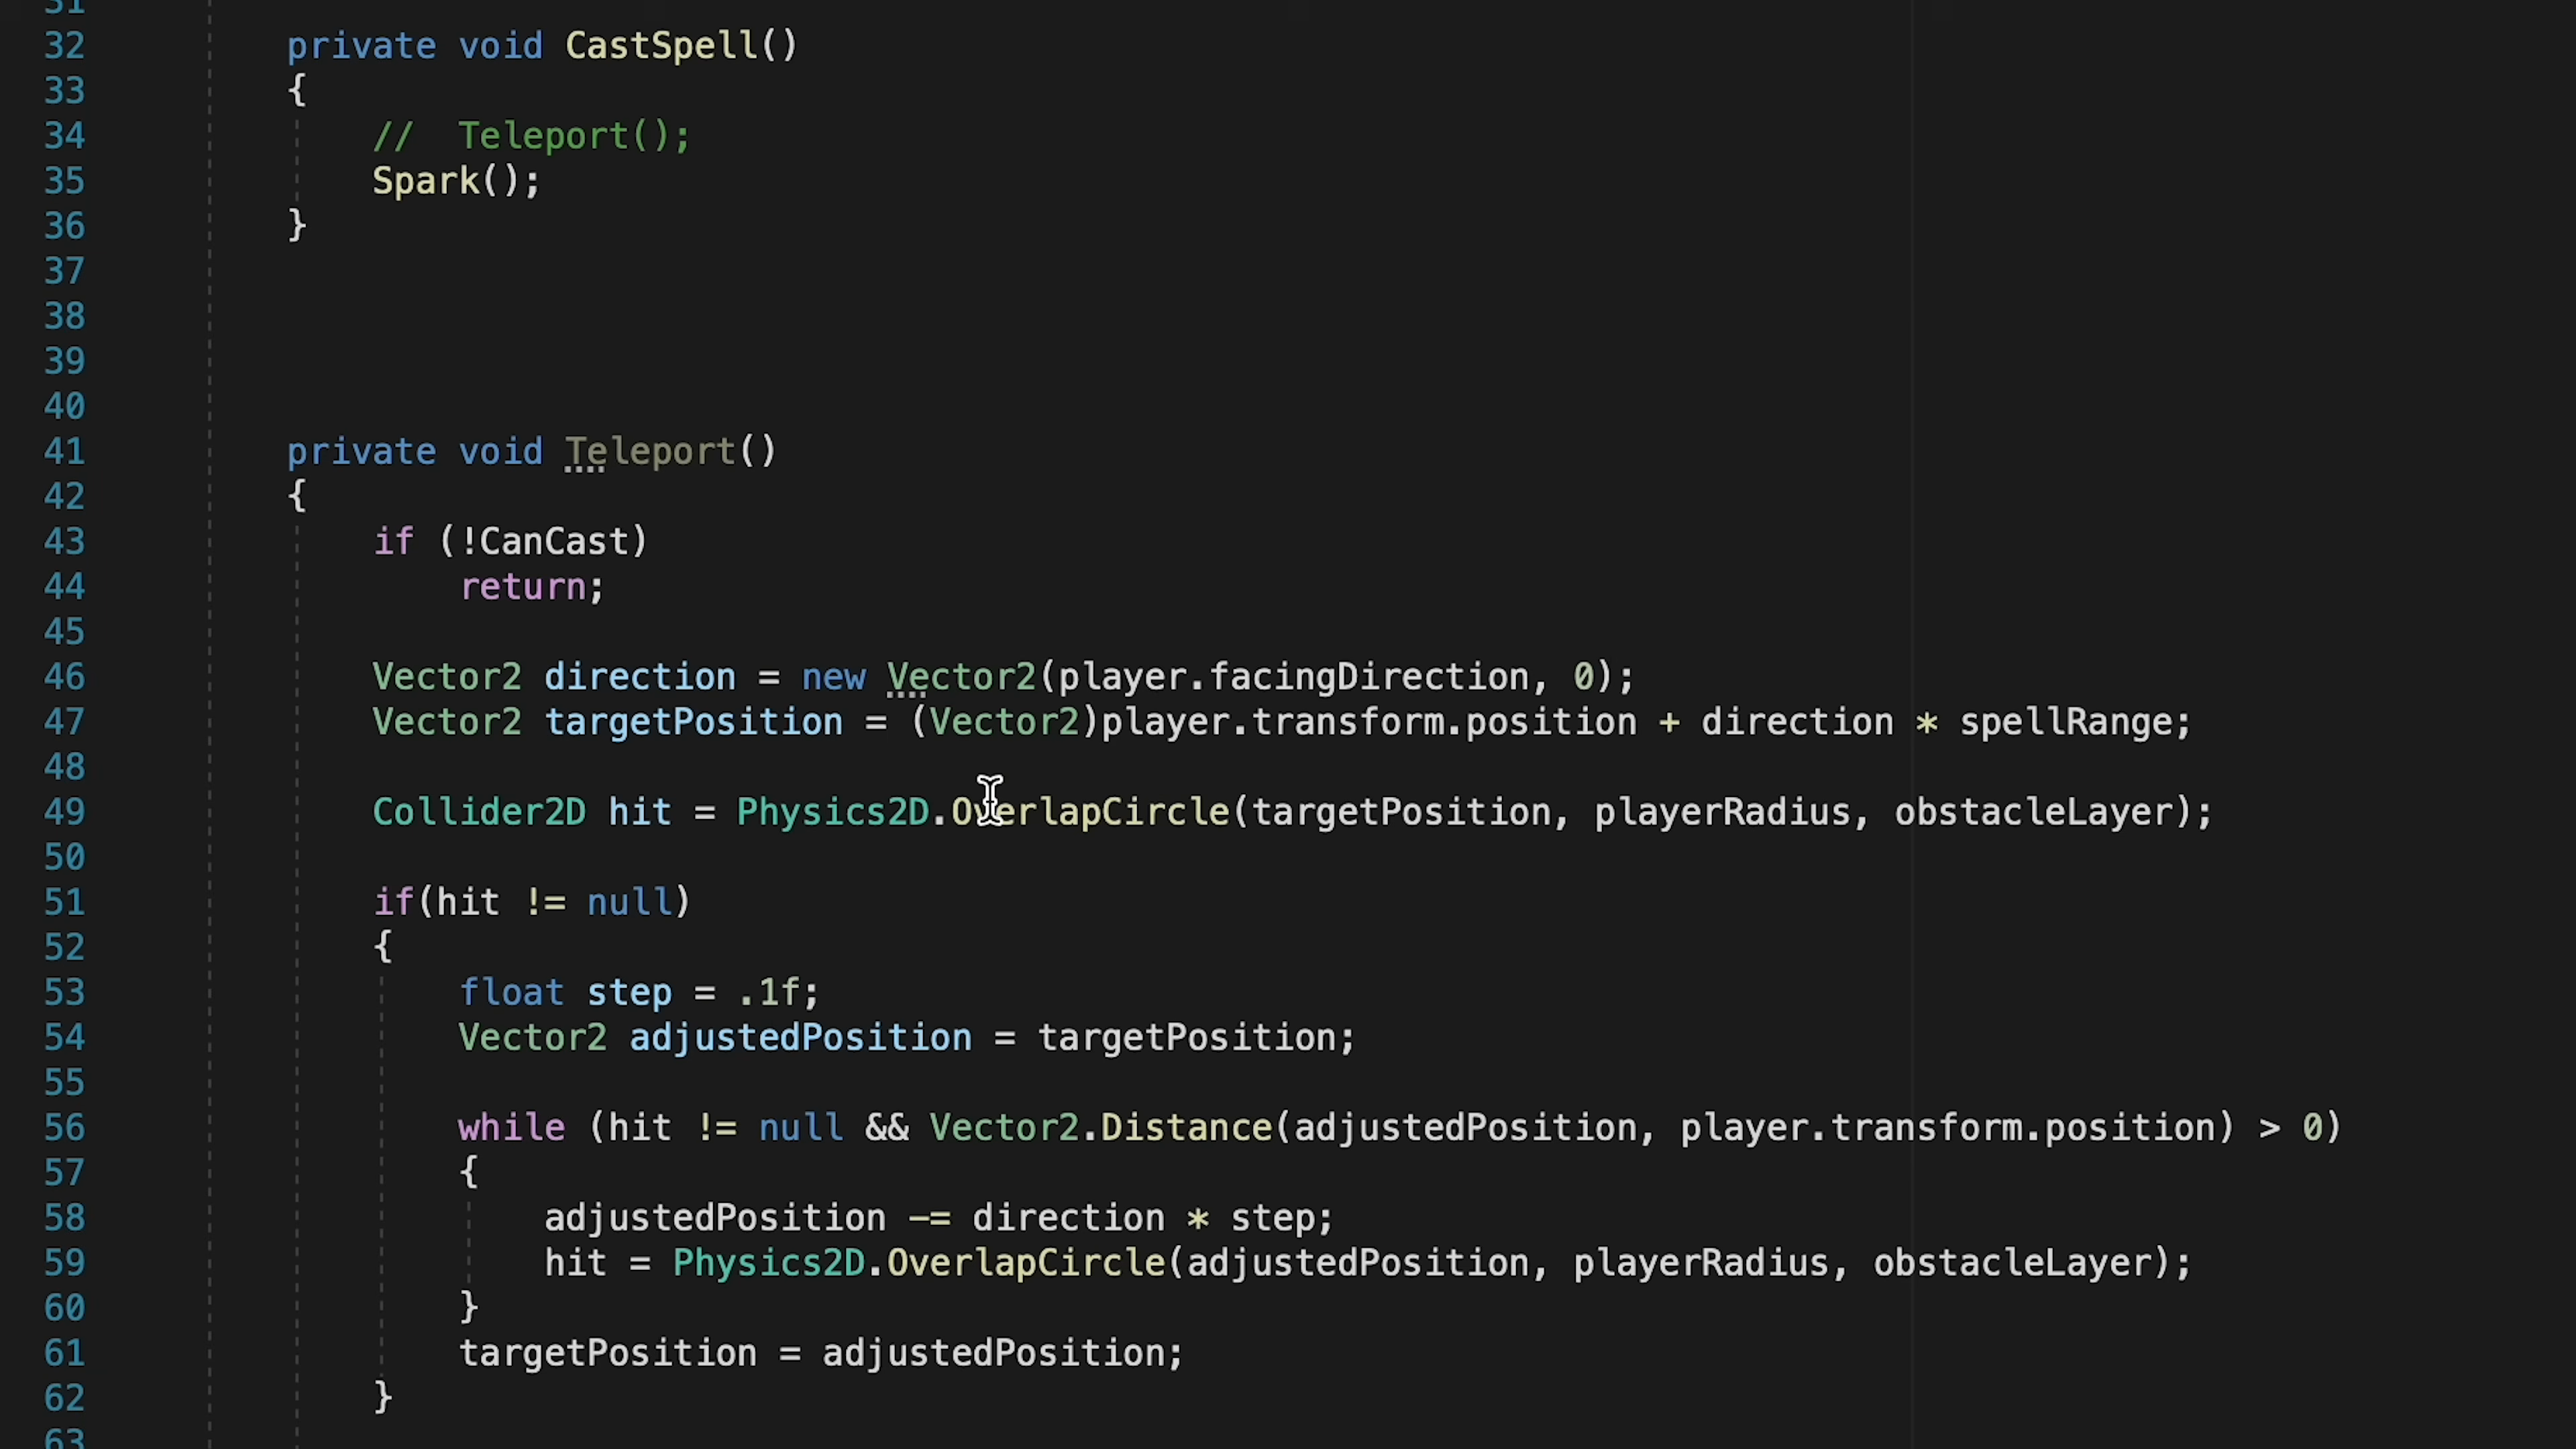 31
32 private void CastSpell()
33 {
34 // Teleport();
35 Spark();
36 }
37
38
39
40
41 private void Teleport()
42 {
43 if (!CanCast)
44 return;
45
46 Vector2 direction = new Vector2(player.facingDirection, 0);
47 Vector2 targetPosition = (Vector2)player.transform.position + direction * spellRange;
48
49 Collider2D hit = Physics2D.OverlapCircle(targetPosition, playerRadius, obstacleLayer);
50
51 if(hit != null)
52 {
53 float step = .1f;
54 Vector2 adjustedPosition = targetPosition;
55
56 while (hit != null && Vector2.Distance(adjustedPosition, player.transform.position) > 0)
57 {
58 adjustedPosition -= direction * step;
59 hit = Physics2D.OverlapCircle(adjustedPosition, playerRadius, obstacleLayer);
60 }
61 targetPosition = adjustedPosition;
62 }
63